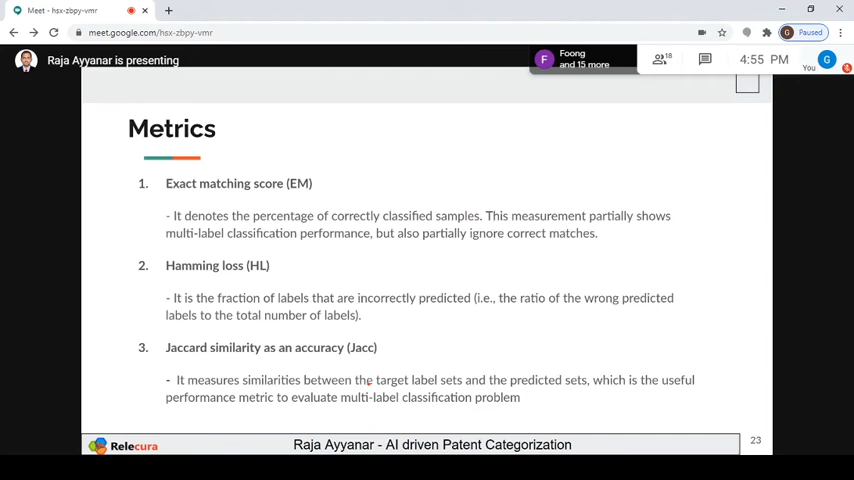 Meet - hsx-zbpy-vmr
meet.google.com/hsx-zbpy-vmr
G Paused
Raja Ayyanar is presenting
F Foong
and 15 more
18
4:55 PM
You G
Metrics
1. Exact matching score (EM)
- It denotes the percentage of correctly classified samples. This measurement partially shows
multi-label classification performance, but also partially ignore correct matches.
2. Hamming loss (HL)
- It is the fraction of labels that are incorrectly predicted (i.e., the ratio of the wrong predicted
labels to the total number of labels).
3. Jaccard similarity as an accuracy (Jacc)
- It measures similarities between the target label sets and the predicted sets, which is the useful
performance metric to evaluate multi-label classification problem
Relecura
Raja Ayyanar - AI driven Patent Categorization
23